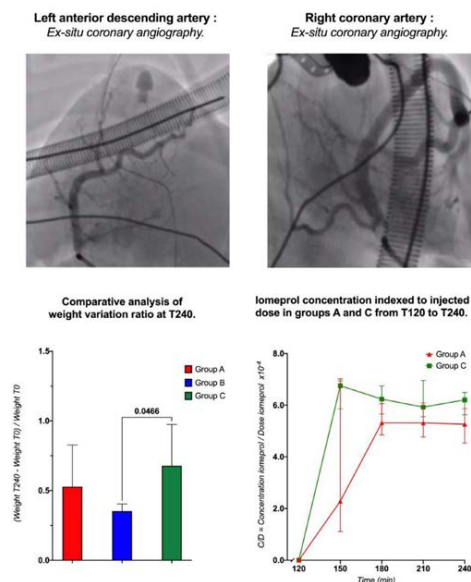 Left anterior descending artery :
Ex-situ coronary angiography.
Right coronary artery :
Ex-situ coronary angiography.
Comparative analysis of
weight variation ratio at T240.
(Weight T240 - Weight T0) / Weight T0
1.5
1.0
0.5
0.0
Group A
Group B
Group C
0.0466
Iomeprol concentration indexed to injected
dose in groups A and C from T120 to T240.
C/D = Concentration iomeprol / Dose iomeprol x10-4
8.0
6.0
4.0
2.0
0.0
Group A
Group C
120
150
180
210
240
Time (min)